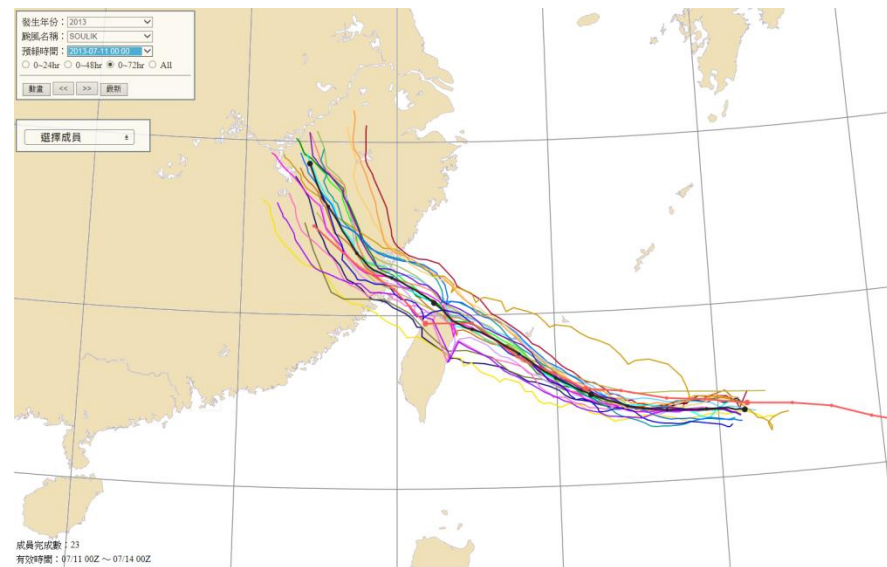 發生年份：2013
颱風名稱：SOULIK
預報時間：2013-07-11 00:00
0~24hr 0~48hr 0~72hr All
動畫 << >> 最新
選擇成員
成員完成數：23
有效時間：07/11 00Z ～ 07/14 00Z